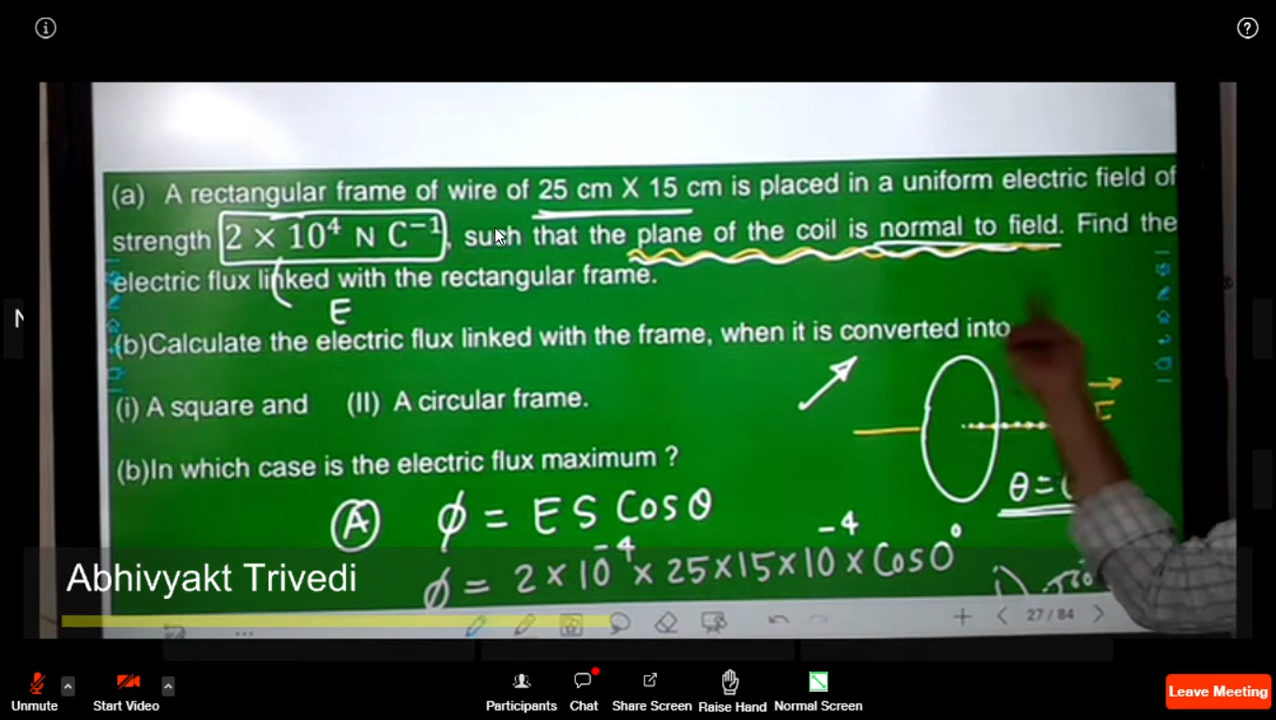 (a) A rectangular frame of wire of 25 cm X 15 cm is placed in a uniform electric field of
strength 2 × 10⁴ N C⁻¹, such that the plane of the coil is normal to field. Find the
electric flux linked with the rectangular frame.
E
(b)Calculate the electric flux linked with the frame, when it is converted into
(i) A square and (II) A circular frame.
E
(b)In which case is the electric flux maximum ?
θ =
(A) ϕ = E S Cosθ
ϕ = 2 × 10⁻⁴ × 25 × 15 × 10⁻⁴ × Cos0°
Abhivyakt Trivedi
27 / 84
Unmute
Start Video
Participants
Chat
Share Screen
Raise Hand
Normal Screen
Leave Meeting